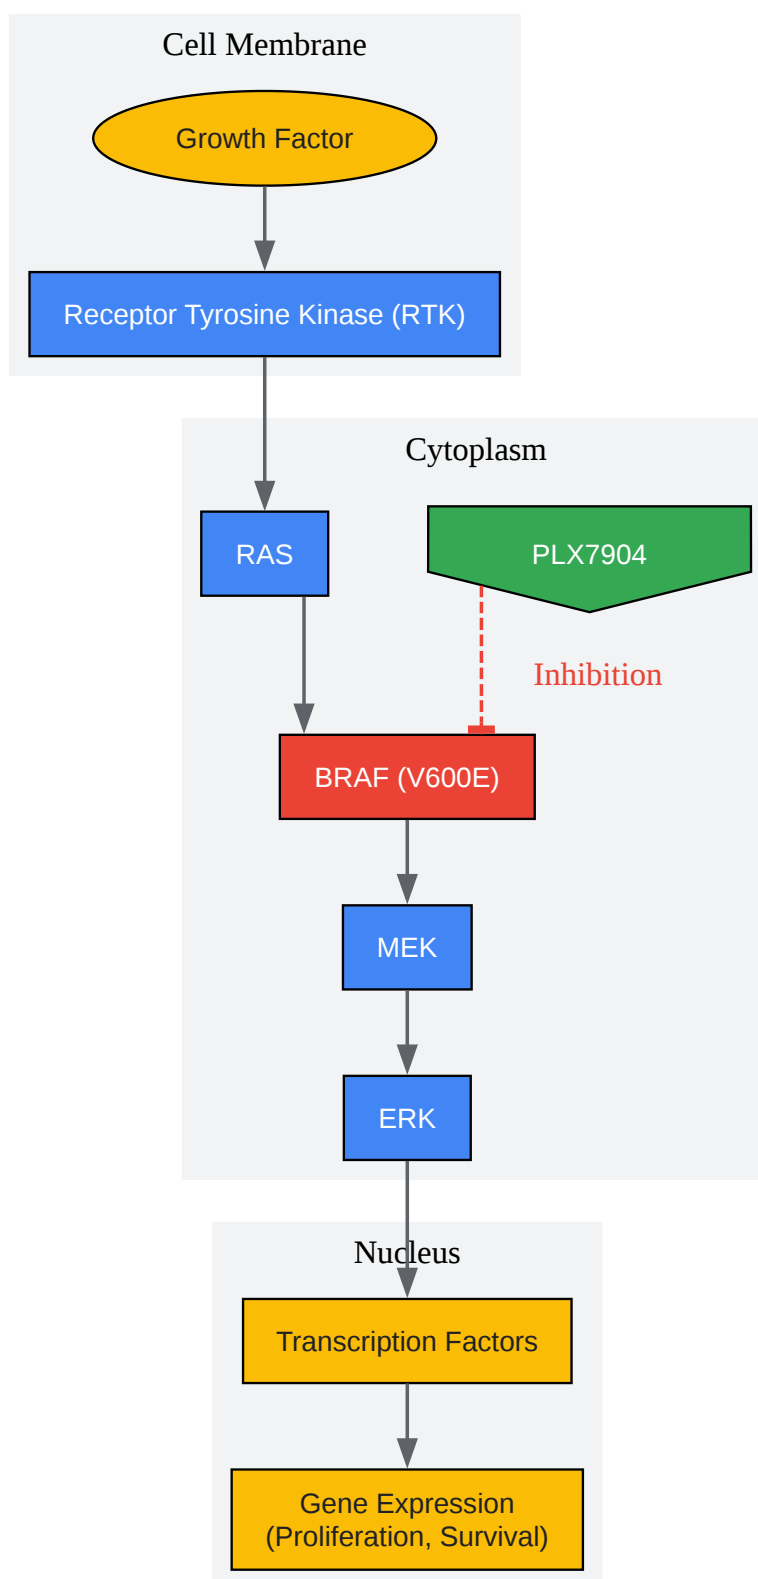 Cell Membrane
Growth Factor
Receptor Tyrosine Kinase (RTK)
Cytoplasm
RAS
PLX7904
Inhibition
BRAF (V600E)
MEK
ERK
Nucleus
Transcription Factors
Gene Expression
(Proliferation, Survival)